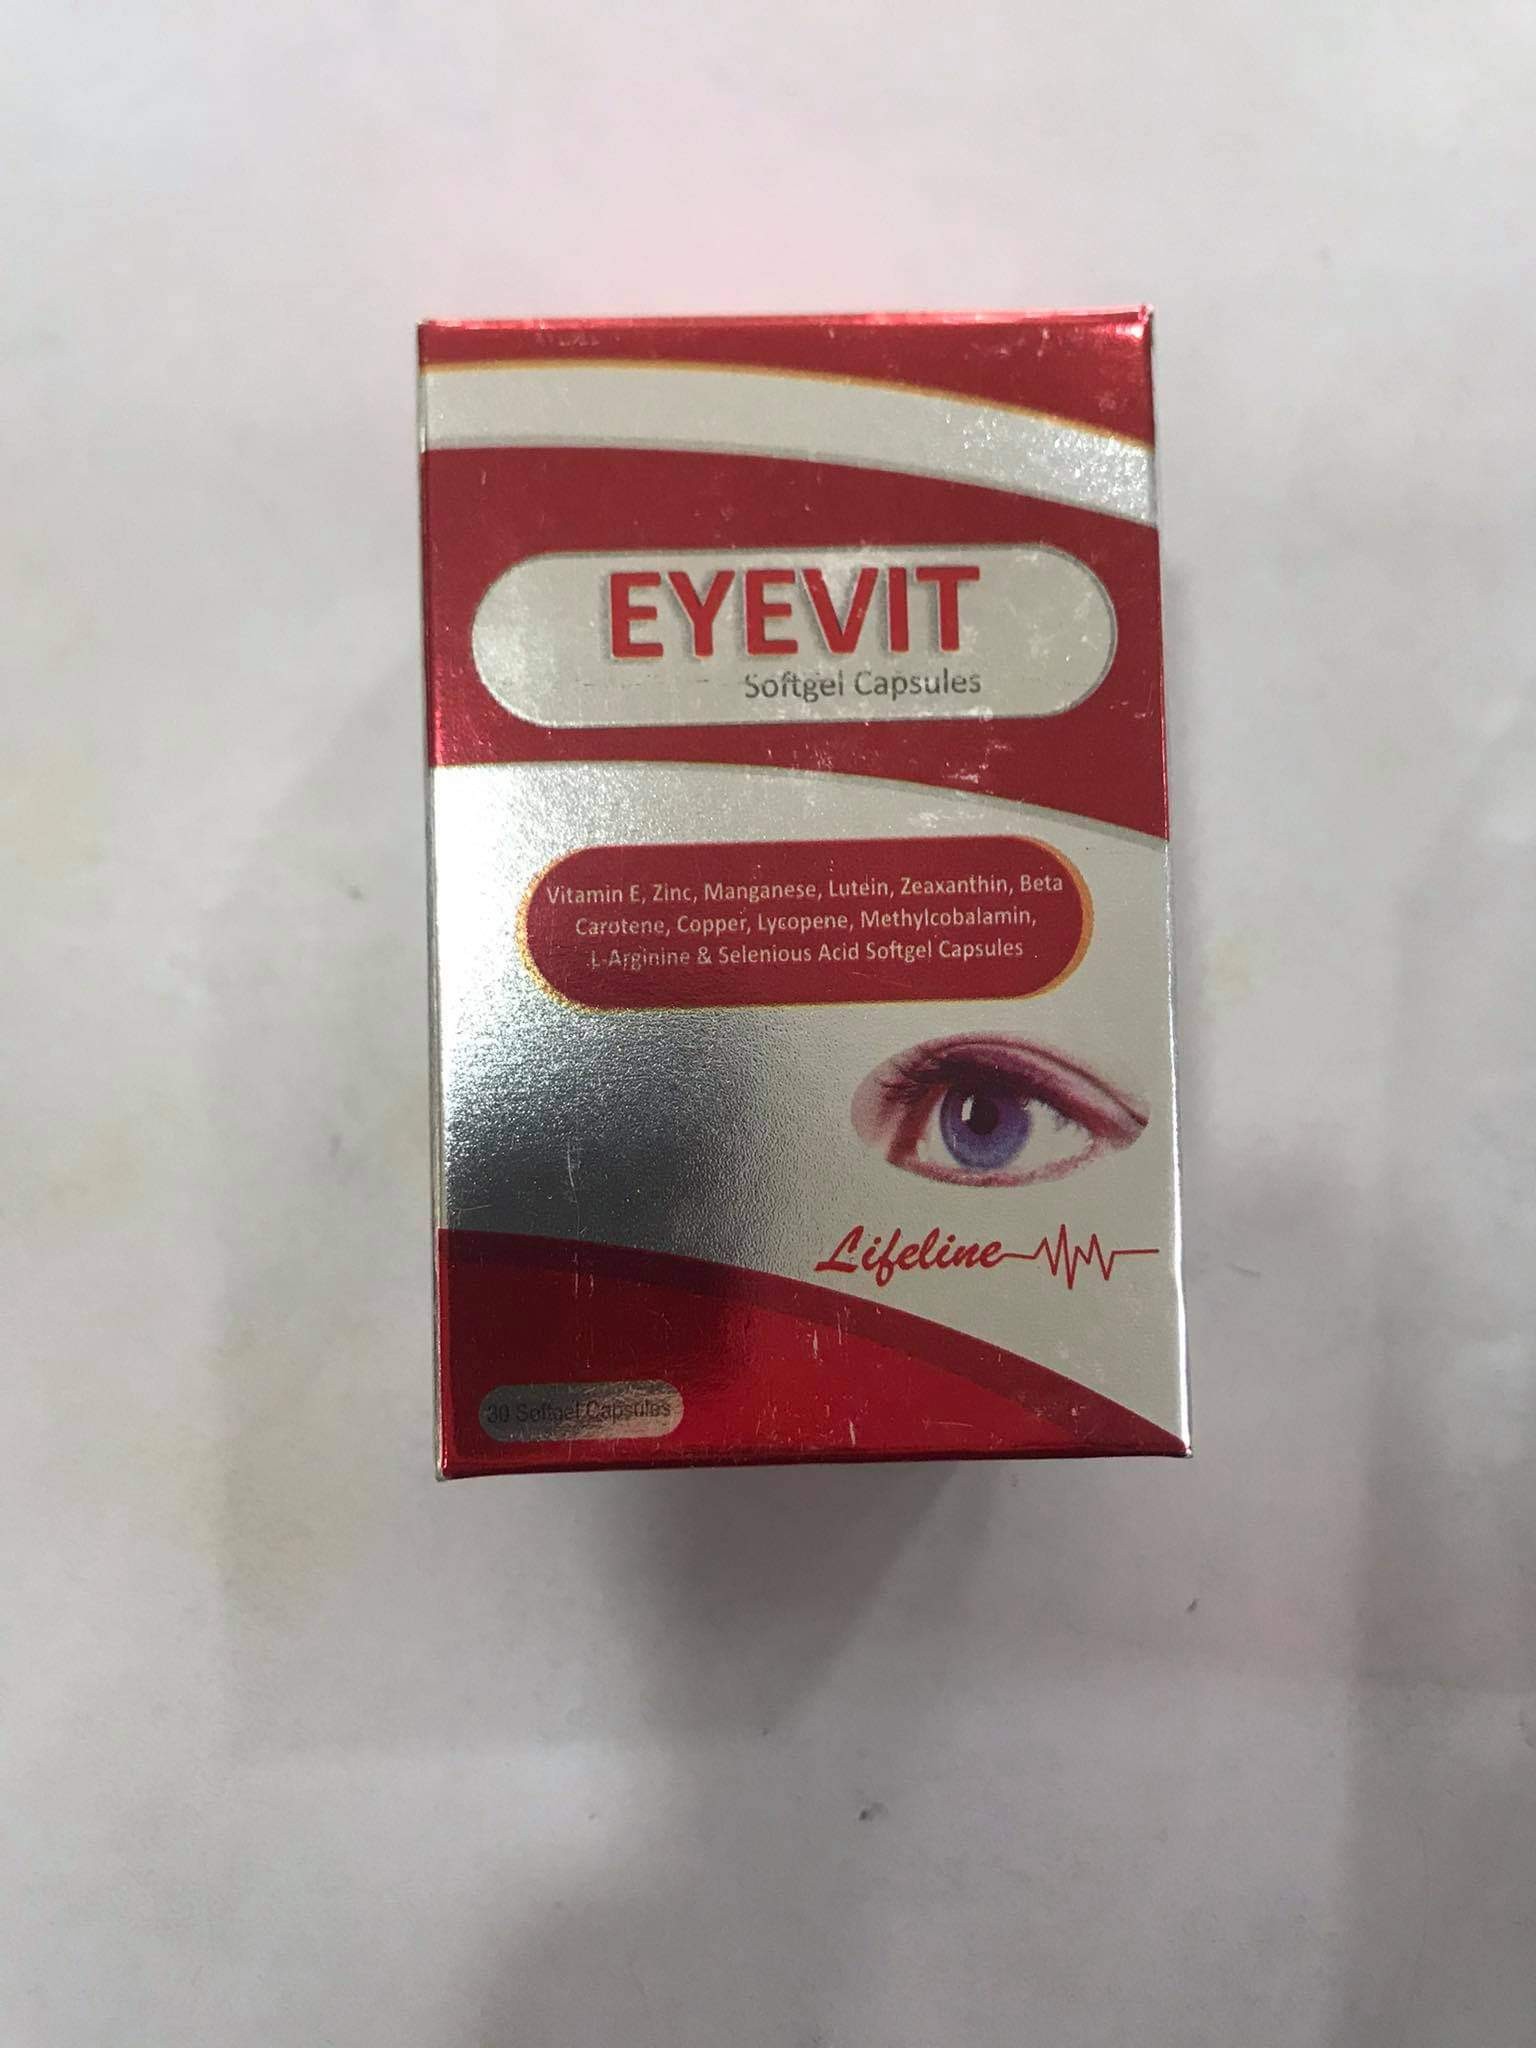 EYEVIT
Softgel Capsules
Vitamin E, Zinc, Manganese, Lutein, Zeaxanthin, Beta
Carotene, Copper, Lycopene, Methylcobalamin,
L-Arginine & Selenious Acid Softgel Capsules
Lifeline
30 Softgel Capsules